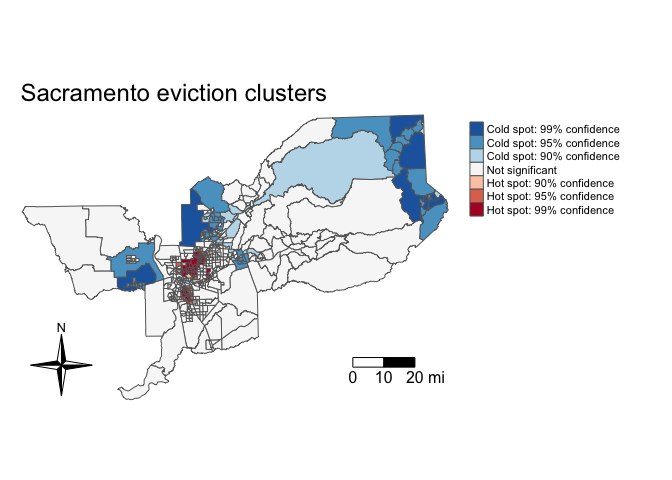 Sacramento eviction clusters
Cold spot: 99% confidence
Cold spot: 95% confidence
Cold spot: 90% confidence
Not significant
Hot spot: 90% confidence
Hot spot: 95% confidence
Hot spot: 99% confidence
N
0 10 20 mi